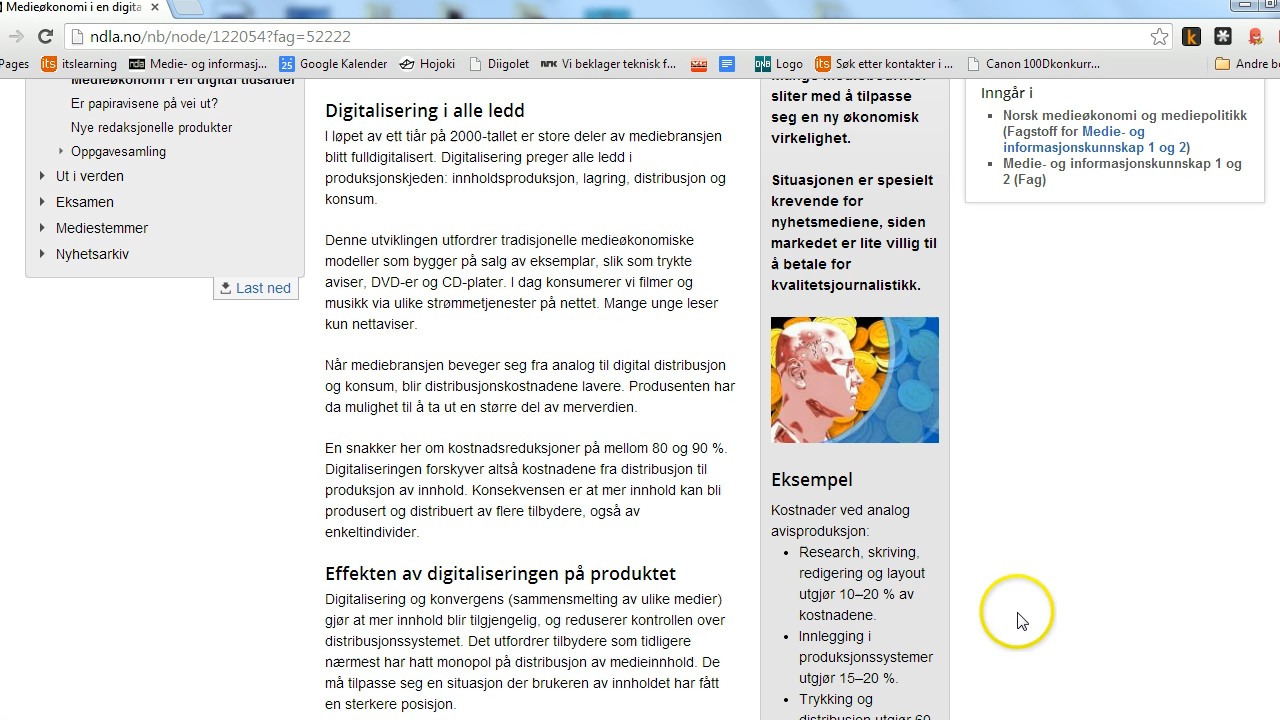 Medieøkonomi i en digita
ndla.no/nb/node/122054?fag=52222
Pages
itslearning
Medie- og informasj...
Google Kalender
Hojoki
Diigolet
Vi beklager teknisk f...
Logo
Søk etter kontakter i ...
Canon 100Dkonkurr...
Andre b
Medieøkonomi i en digital tidsalder
Er papiravisene på vei ut?
Nye redaksjonelle produkter
Oppgavesamling
Ut i verden
Eksamen
Mediestemmer
Nyhetsarkiv
Last ned
Digitalisering i alle ledd
I løpet av ett tiår på 2000-tallet er store deler av mediebransjen
blitt fulldigitalisert. Digitalisering preger alle ledd i
produksjonskjeden: innholdsproduksjon, lagring, distribusjon og
konsum.
Denne utviklingen utfordrer tradisjonelle medieøkonomiske
modeller som bygger på salg av eksemplar, slik som trykte
aviser, DVD-er og CD-plater. I dag konsumerer vi filmer og
musikk via ulike strømmetjenester på nettet. Mange unge leser
kun nettaviser.
Når mediebransjen beveger seg fra analog til digital distribusjon
og konsum, blir distribusjonskostnadene lavere. Produsenten har
da mulighet til å ta ut en større del av merverdien.
En snakker her om kostnadsreduksjoner på mellom 80 og 90 %.
Digitaliseringen forskyver altså kostnadene fra distribusjon til
produksjon av innhold. Konsekvensen er at mer innhold kan bli
produsert og distribuert av flere tilbydere, også av
enkeltindivider.
Effekten av digitaliseringen på produktet
Digitalisering og konvergens (sammensmelting av ulike medier)
gjør at mer innhold blir tilgjengelig, og reduserer kontrollen over
distribusjonssystemet. Det utfordrer tilbydere som tidligere
nærmest har hatt monopol på distribusjon av medieinnhold. De
må tilpasse seg en situasjon der brukeren av innholdet har fått
en sterkere posisjon.
sliter med å tilpasse
seg en ny økonomisk
virkelighet.
Situasjonen er spesielt
krevende for
nyhetsmediene, siden
markedet er lite villig til
å betale for
kvalitetsjournalistikk.
Eksempel
Kostnader ved analog
avisproduksjon:
Research, skriving,
redigering og layout
utgjør 10–20 % av
kostnadene.
Innlegging i
produksjonssystemer
utgjør 15–20 %.
Trykking og
distribusjon utgjør 60
Inngår i
Norsk medieøkonomi og mediepolitikk
(Fagstoff for Medie- og
informasjonskunnskap 1 og 2)
Medie- og informasjonskunnskap 1 og
2 (Fag)